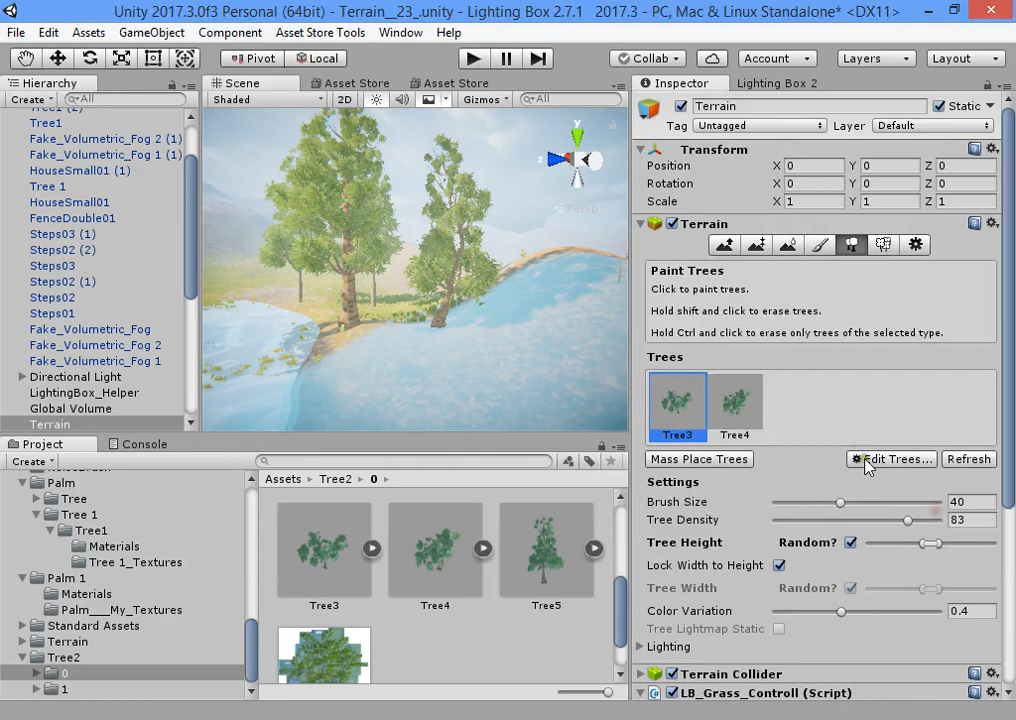 Unity 2017.3.0f3 Personal (64bit) - Terrain__23_.unity - Lighting Box 2.7.1   2017.3 - PC, Mac & Linux Standalone* <DX11>
File Edit Assets GameObject Component Asset Store Tools Window Help
Pivot Local Collab Account Layers Layout
Hierarchy
Create All
Tree1 (2)
Tree1
Fake_Volumetric_Fog 2 (1)
Fake_Volumetric_Fog 1 (1)
HouseSmall01 (1)
Tree 1
HouseSmall01
FenceDouble01
Steps03 (1)
Steps02 (2)
Steps03
Steps02 (1)
Steps02
Steps01
Fake_Volumetric_Fog
Fake_Volumetric_Fog 2
Fake_Volumetric_Fog 1
Directional Light
LightingBox_Helper
Global Volume
Terrain
Scene Asset Store Asset Store
Shaded 2D Gizmos All
y
z
Persp
Project Console
Create
Palm
Tree
Tree 1
Tree1
Materials
Tree 1_Textures
Palm 1
Materials
Palm___My_Textures
Standard Assets
Terrain
Tree2
0
1
Assets Tree2 0
Tree3 Tree4 Tree5
Inspector Lighting Box 2
Terrain Static
Tag Untagged Layer Default
Transform
Position X 0 Y 0 Z 0
Rotation X 0 Y 0 Z 0
Scale X 1 Y 1 Z 1
Terrain
Paint Trees
Click to paint trees.
Hold shift and click to erase trees.
Hold Ctrl and click to erase only trees of the selected type.
Trees
Tree3 Tree4
Mass Place Trees Edit Trees... Refresh
Settings
Brush Size 40
Tree Density 83
Tree Height Random?
Lock Width to Height
Tree Width Random?
Color Variation 0.4
Tree Lightmap Static
Lighting
Terrain Collider
LB_Grass_Controll (Script)